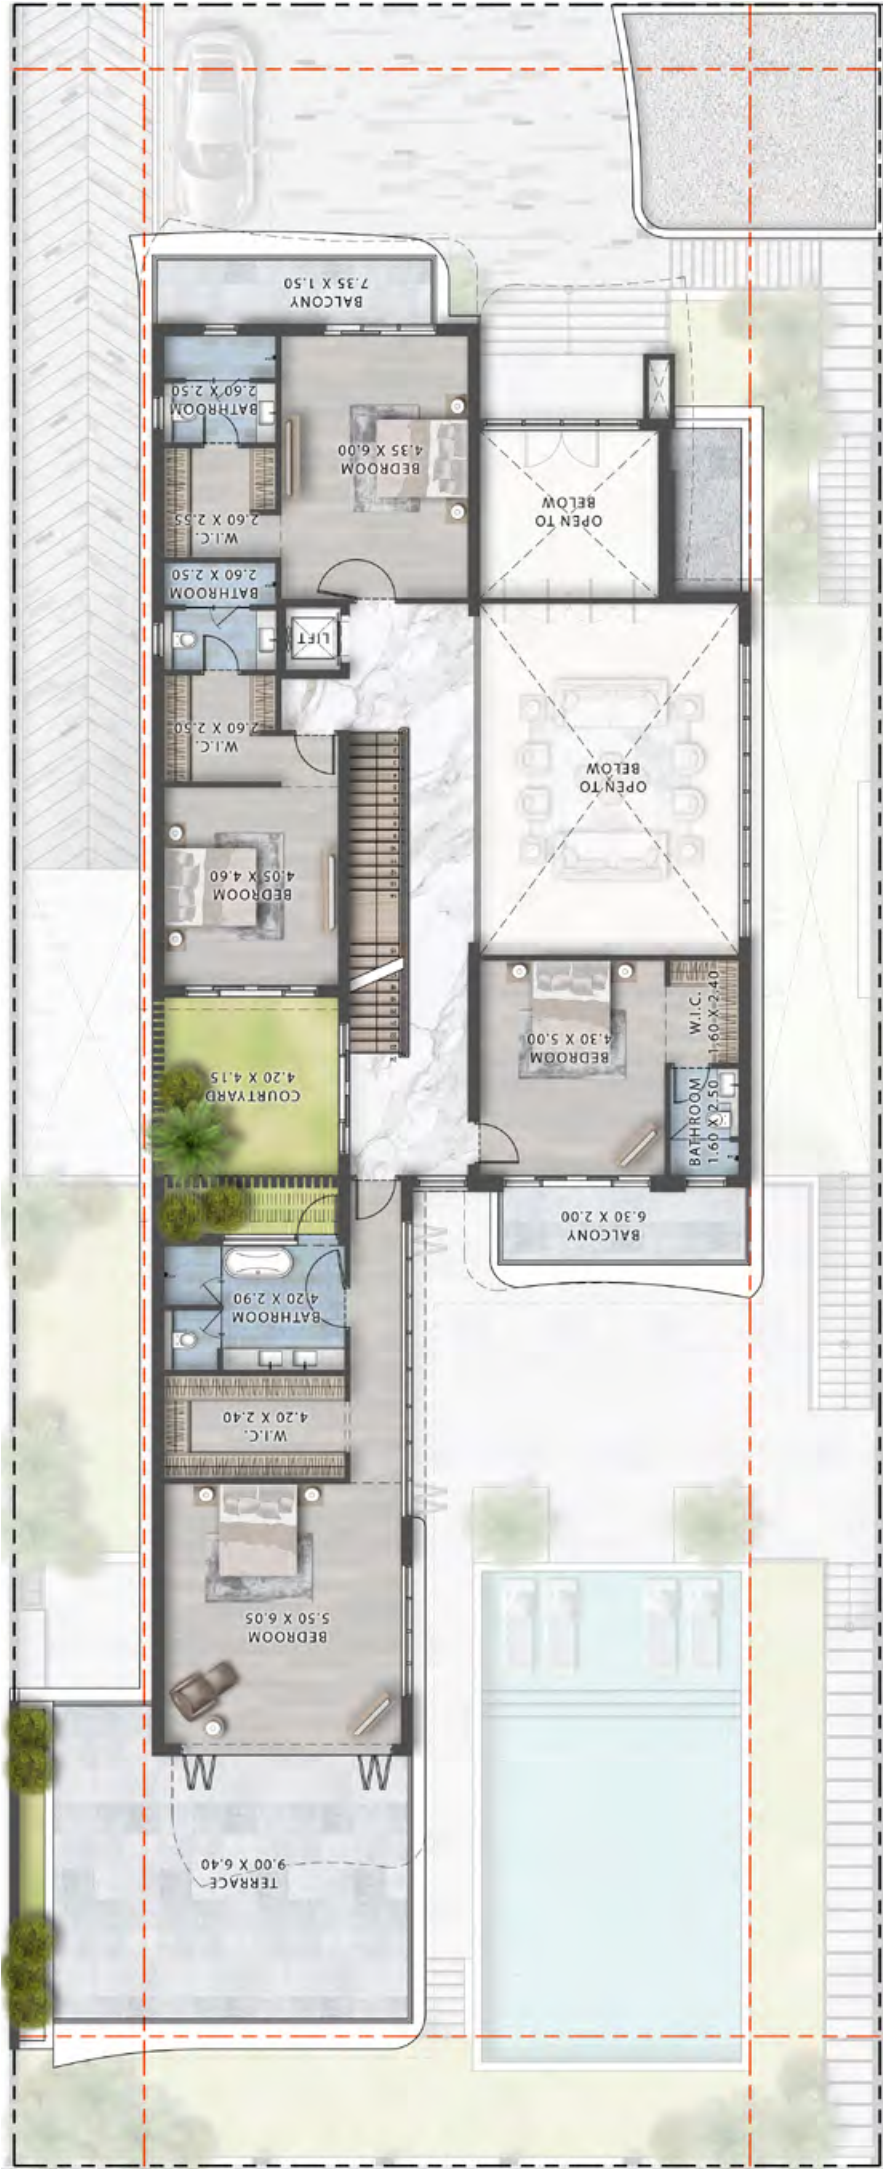 BALCONY
7.35 X 1.50
BATHROOM
2.60 X 2.50
BEDROOM
4.35 X 6.00
W.I.C.
2.60 X 2.55
OPEN TO
BELOW
BATHROOM
2.60 X 2.50
LIFT
W.I.C.
2.60 X 2.50
OPEN TO
BELOW
BEDROOM
4.05 X 4.60
W.I.C.
1.60 X 2.40
BEDROOM
4.30 X 5.00
COURTYARD
4.20 X 4.15
BATHROOM
1.60 X 2.50
BALCONY
6.30 X 2.00
BATHROOM
4.20 X 2.90
W.I.C.
4.20 X 2.40
BEDROOM
5.50 X 6.05
TERRACE
9.00 X 6.40